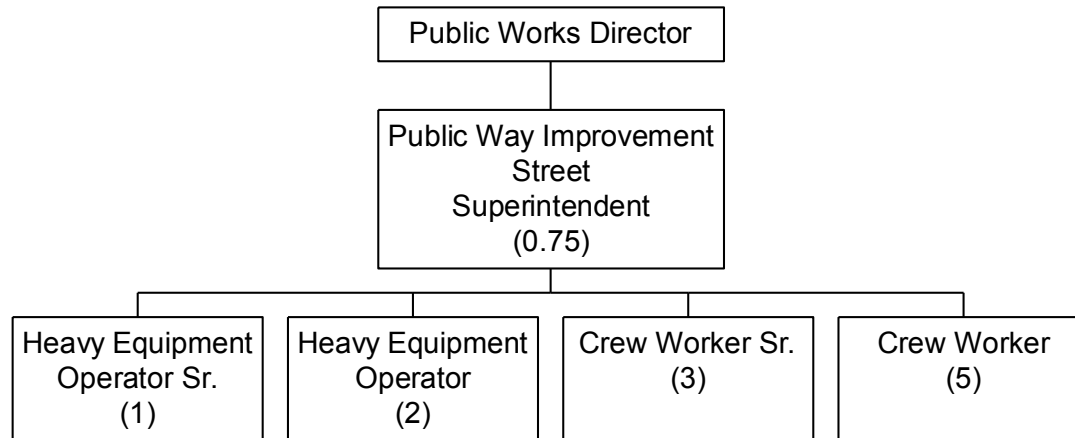 Public Works Director
Public Way Improvement
Street
Superintendent
(0.75)
Heavy Equipment
Operator Sr.
(1)
Heavy Equipment
Operator
(2)
Crew Worker Sr.
(3)
Crew Worker
(5)